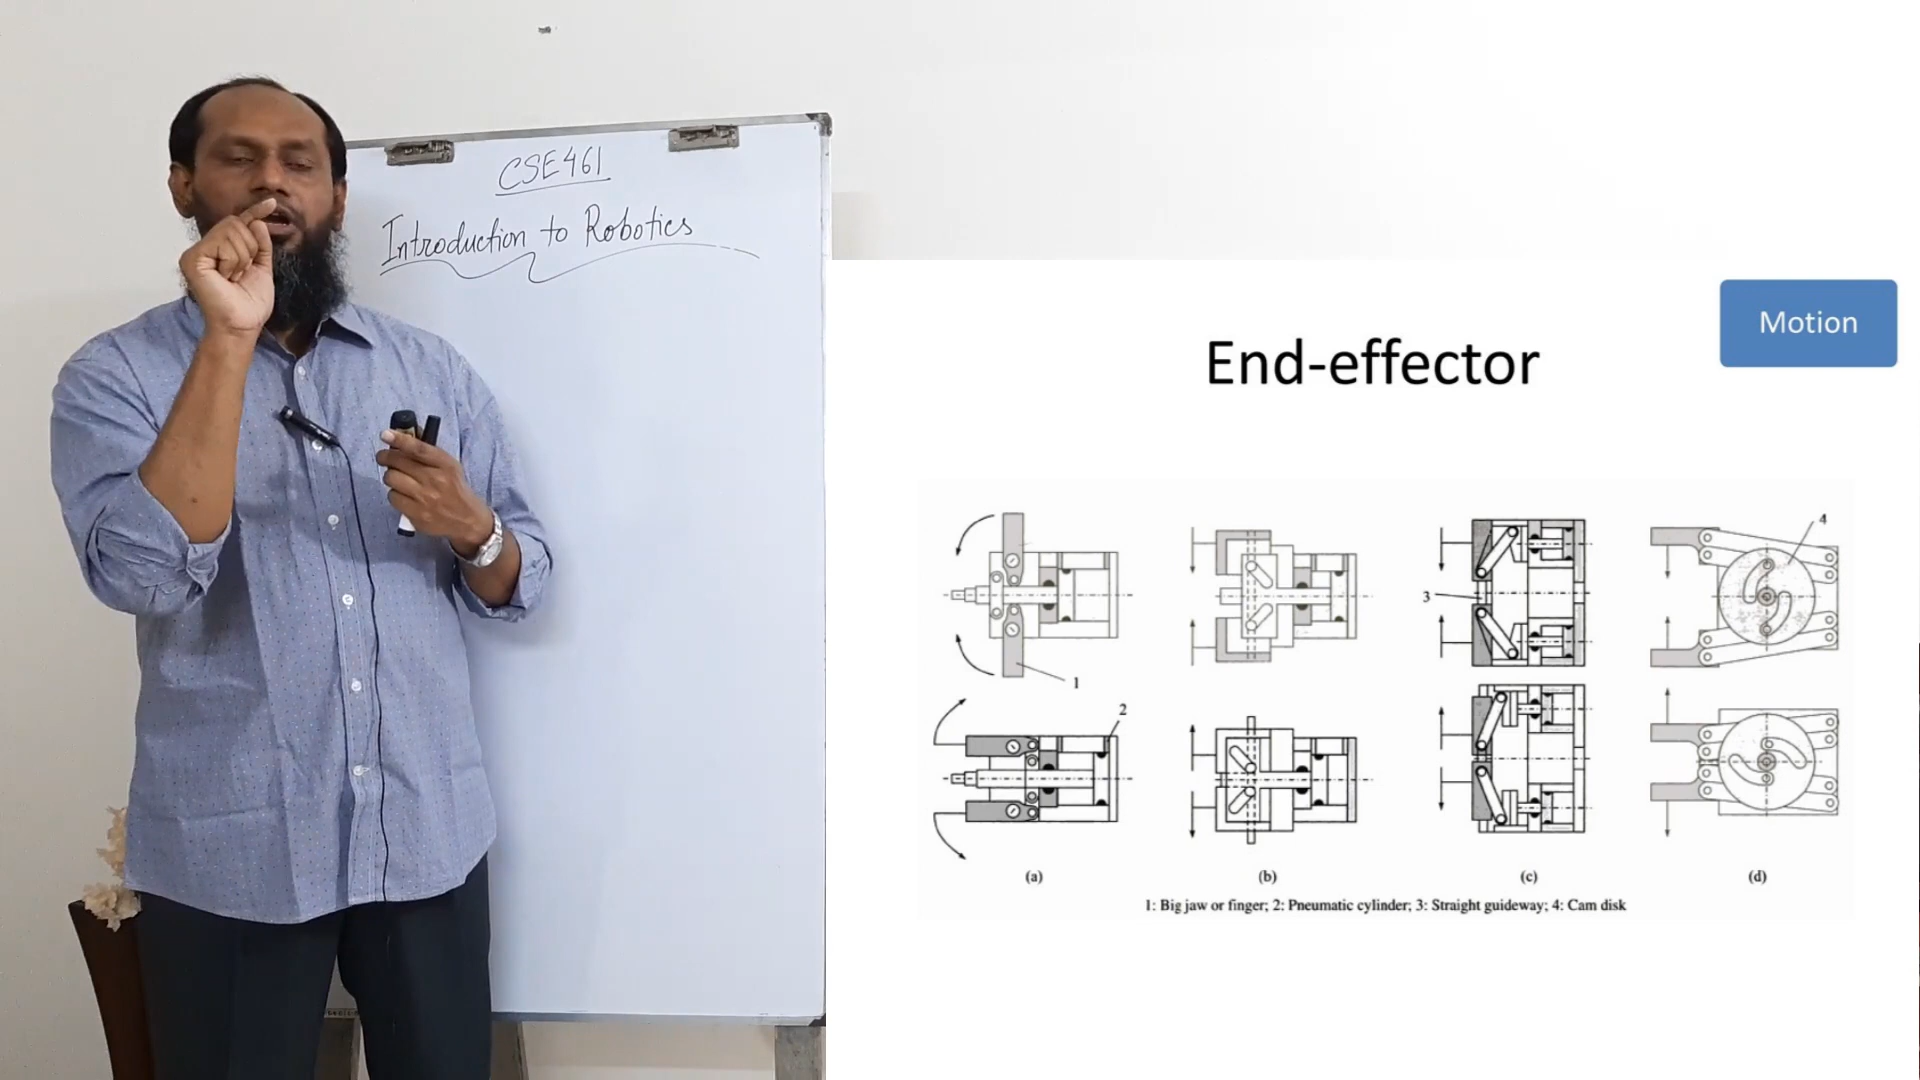 CSE461
Introduction to Robotics
Motion
End-effector
4
3
1
2
(a)
(b)
(c)
(d)
1: Big jaw or finger; 2: Pneumatic cylinder; 3: Straight guideway; 4: Cam disk